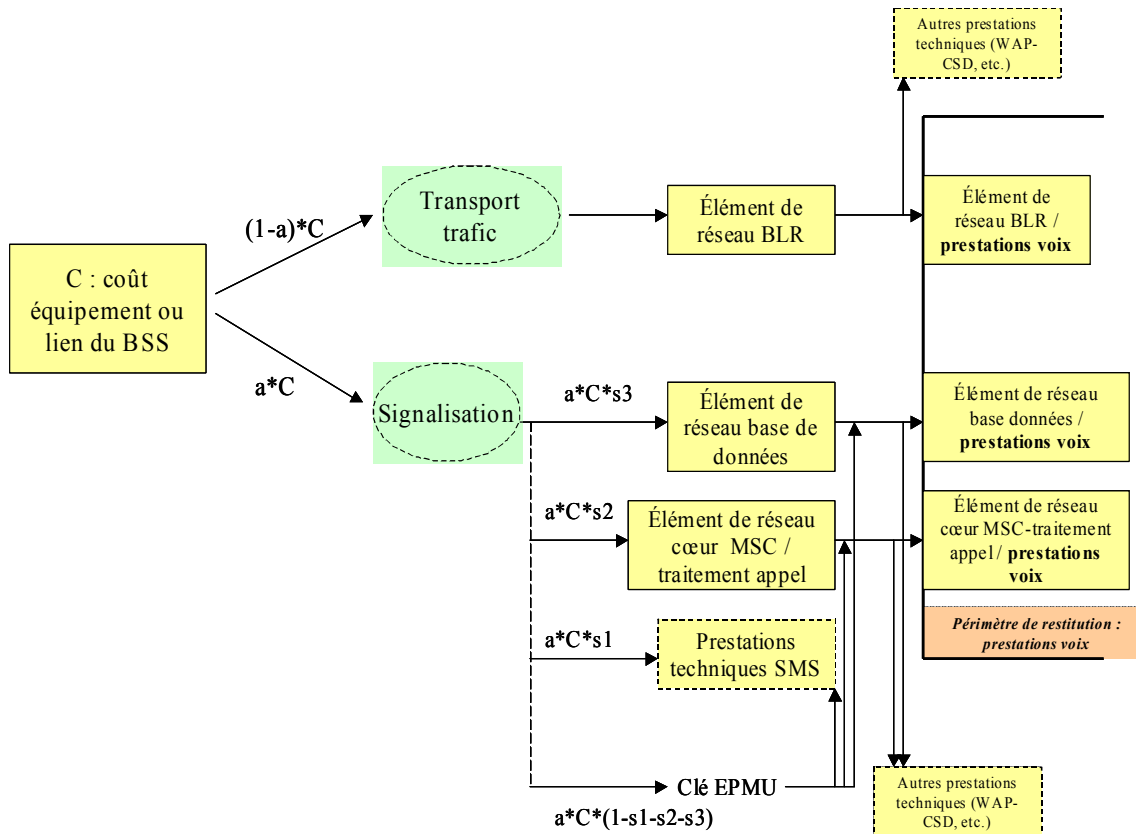 Autres prestations
techniques (WAP-
CSD, etc.)
Transport
trafic
(1-a)*C
Élément de
réseau BLR
Élément de
réseau BLR /
prestations voix
C : coût
équipement ou
lien du BSS
a*C
Signalisation
a*C*s3
Élément de
réseau base de
données
Élément de réseau
base données /
prestations voix
a*C*s2
Élément de réseau
cœur MSC /
traitement appel
Élément de réseau
cœur MSC-traitement
appel / prestations
voix
Périmètre de restitution :
prestations voix
a*C*s1
Prestations
techniques SMS
Clé EPMU
a*C*(1-s1-s2-s3)
Autres prestations
techniques (WAP-
CSD, etc.)